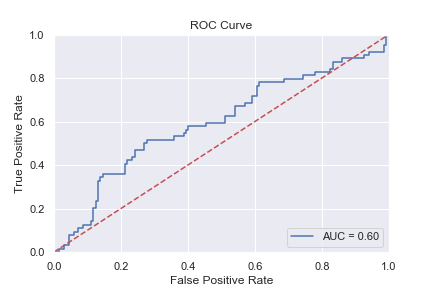 ROC Curve
1.0
0.8
0.6
0.4
0.2
0.0
True Positive Rate
AUC = 0.60
0.0 0.2 0.4 0.6 0.8 1.0
False Positive Rate